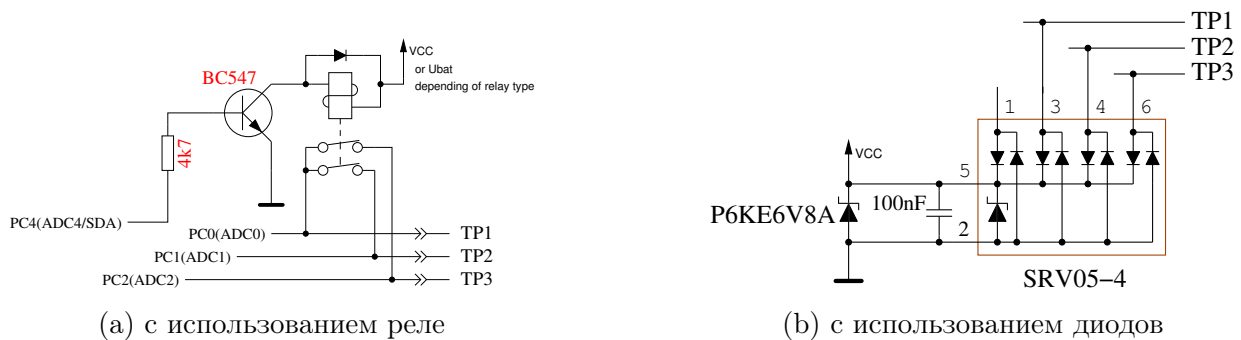 BC547
4k7
VCC
or Ubat
depending of relay type
PC4(ADC4/SDA)
PC0(ADC0)
TP1
PC1(ADC1)
TP2
PC2(ADC2)
TP3
(a) с использованием реле
TP1
TP2
TP3
1
3
4
6
VCC
5
P6KE6V8A
100nF
2
SRV05−4
(b) с использованием диодов